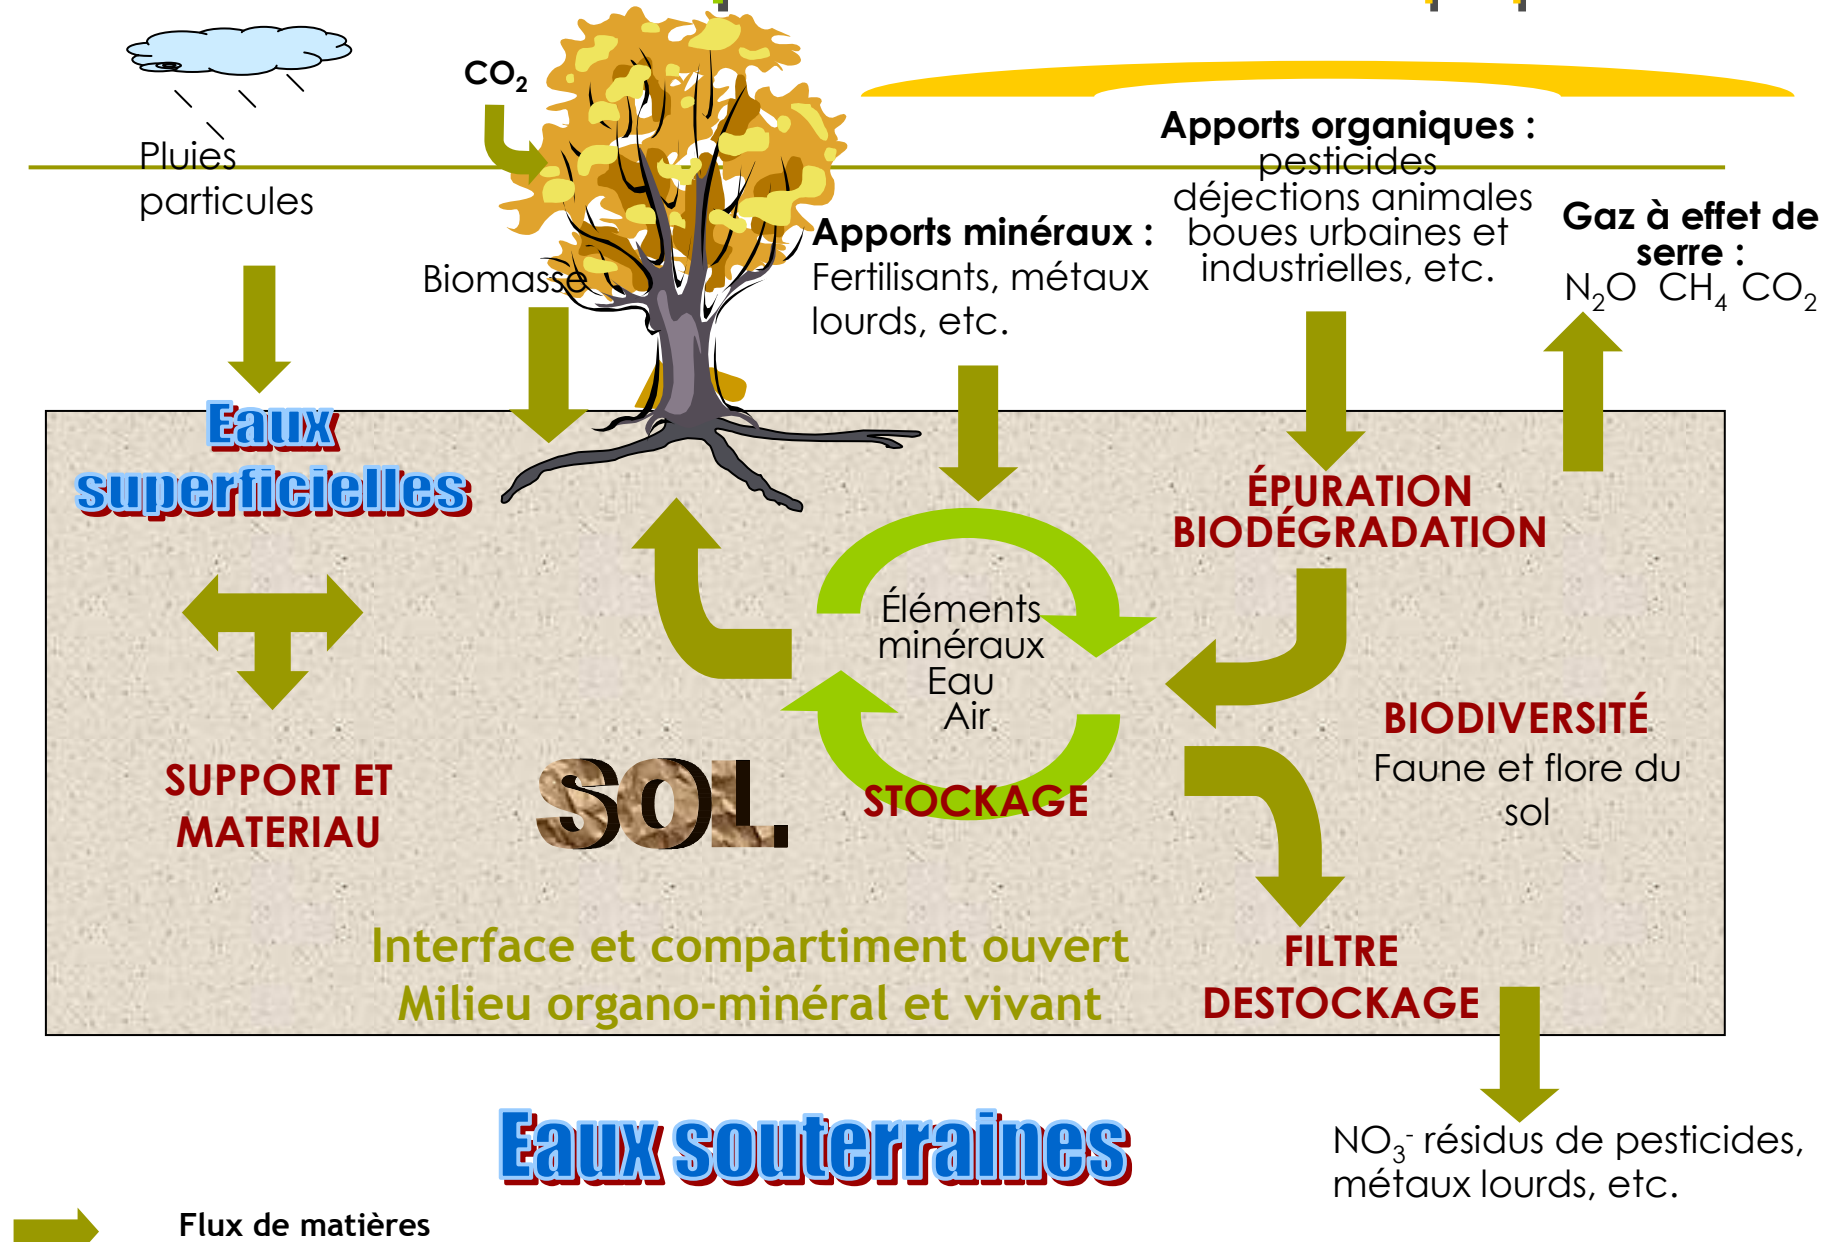 CO₂
Pluies
particules
Biomasse
Apports minéraux :
Fertilisants, métaux
lourds, etc.
Apports organiques :
pesticides
déjections animales
boues urbaines et
industrielles, etc.
Gaz à effet de
serre :
N₂O CH₄ CO₂
Eaux
superficielles
ÉPURATION
BIODÉGRADATION
Éléments
minéraux
Eau
Air
STOCKAGE
BIODIVERSITÉ
Faune et flore du
sol
SUPPORT ET
MATERIAU
SOL
Interface et compartiment ouvert
Milieu organo-minéral et vivant
FILTRE
DESTOCKAGE
Eaux souterraines
NO₃⁻ résidus de pesticides,
métaux lourds, etc.
Flux de matières